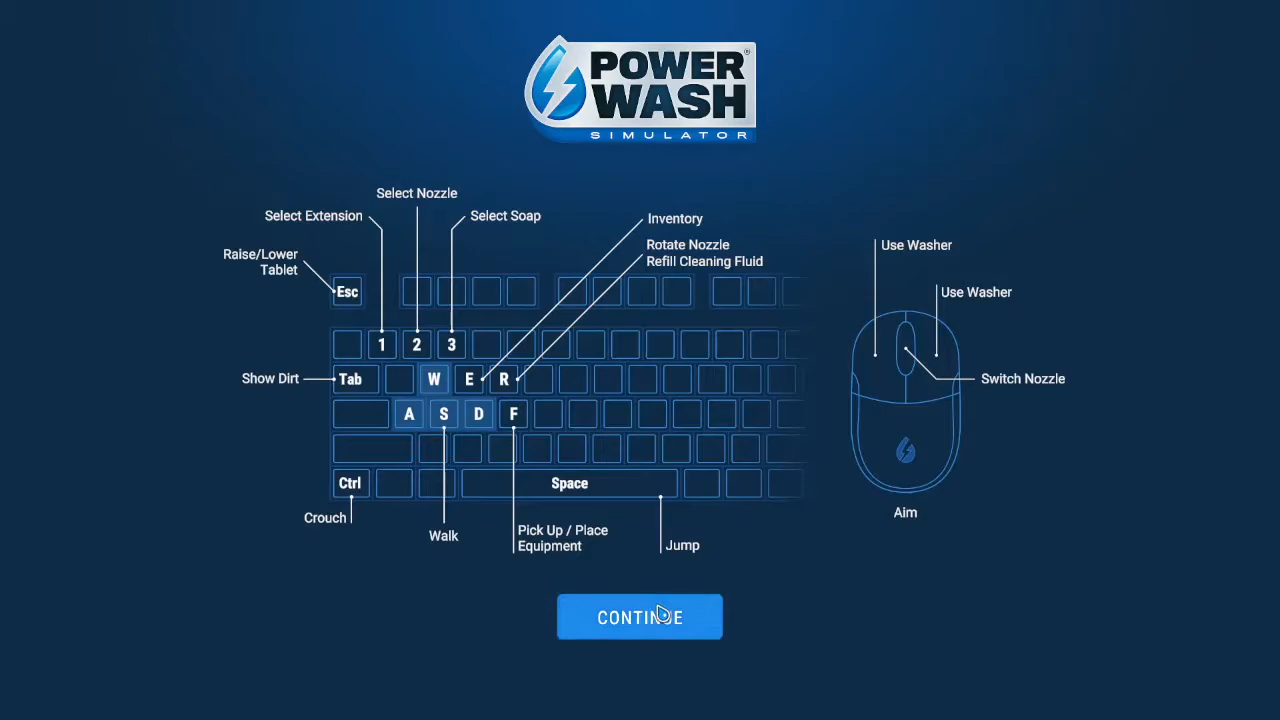 POWER®
WASH
SIMULATOR
Select Nozzle
Select Extension
Select Soap
Inventory
Raise/Lower
Tablet
Rotate Nozzle
Refill Cleaning Fluid
Use Washer
Use Washer
Esc
1 2 3
Show Dirt
Tab W E R
Switch Nozzle
A S D F
Ctrl Space
Crouch
Walk
Pick Up / Place
Equipment
Jump
Aim
CONTINUE